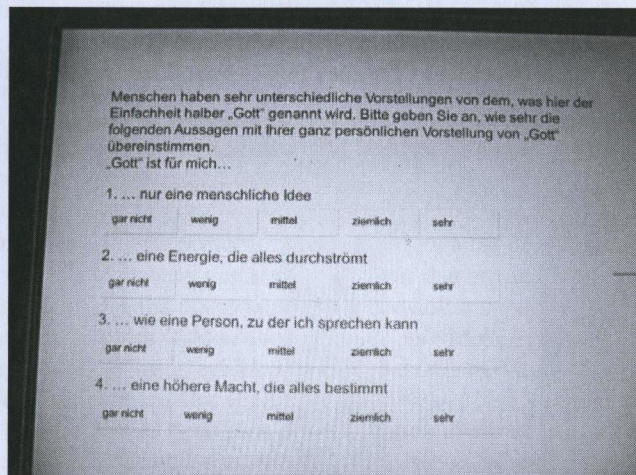 Menschen haben sehr unterschiedliche Vorstellungen von dem, was hier der
Einfachheit halber „Gott" genannt wird. Bitte geben Sie an, wie sehr die
folgenden Aussagen mit Ihrer ganz persönlichen Vorstellung von „Gott"
übereinstimmen.
„Gott" ist für mich...
1. ... nur eine menschliche Idee
gar nicht wenig mittel ziemlich sehr
2. ... eine Energie, die alles durchströmt
gar nicht wenig mittel ziemlich sehr
3. ... wie eine Person, zu der ich sprechen kann
gar nicht wenig mittel ziemlich sehr
4. ... eine höhere Macht, die alles bestimmt
gar nicht wenig mittel ziemlich sehr